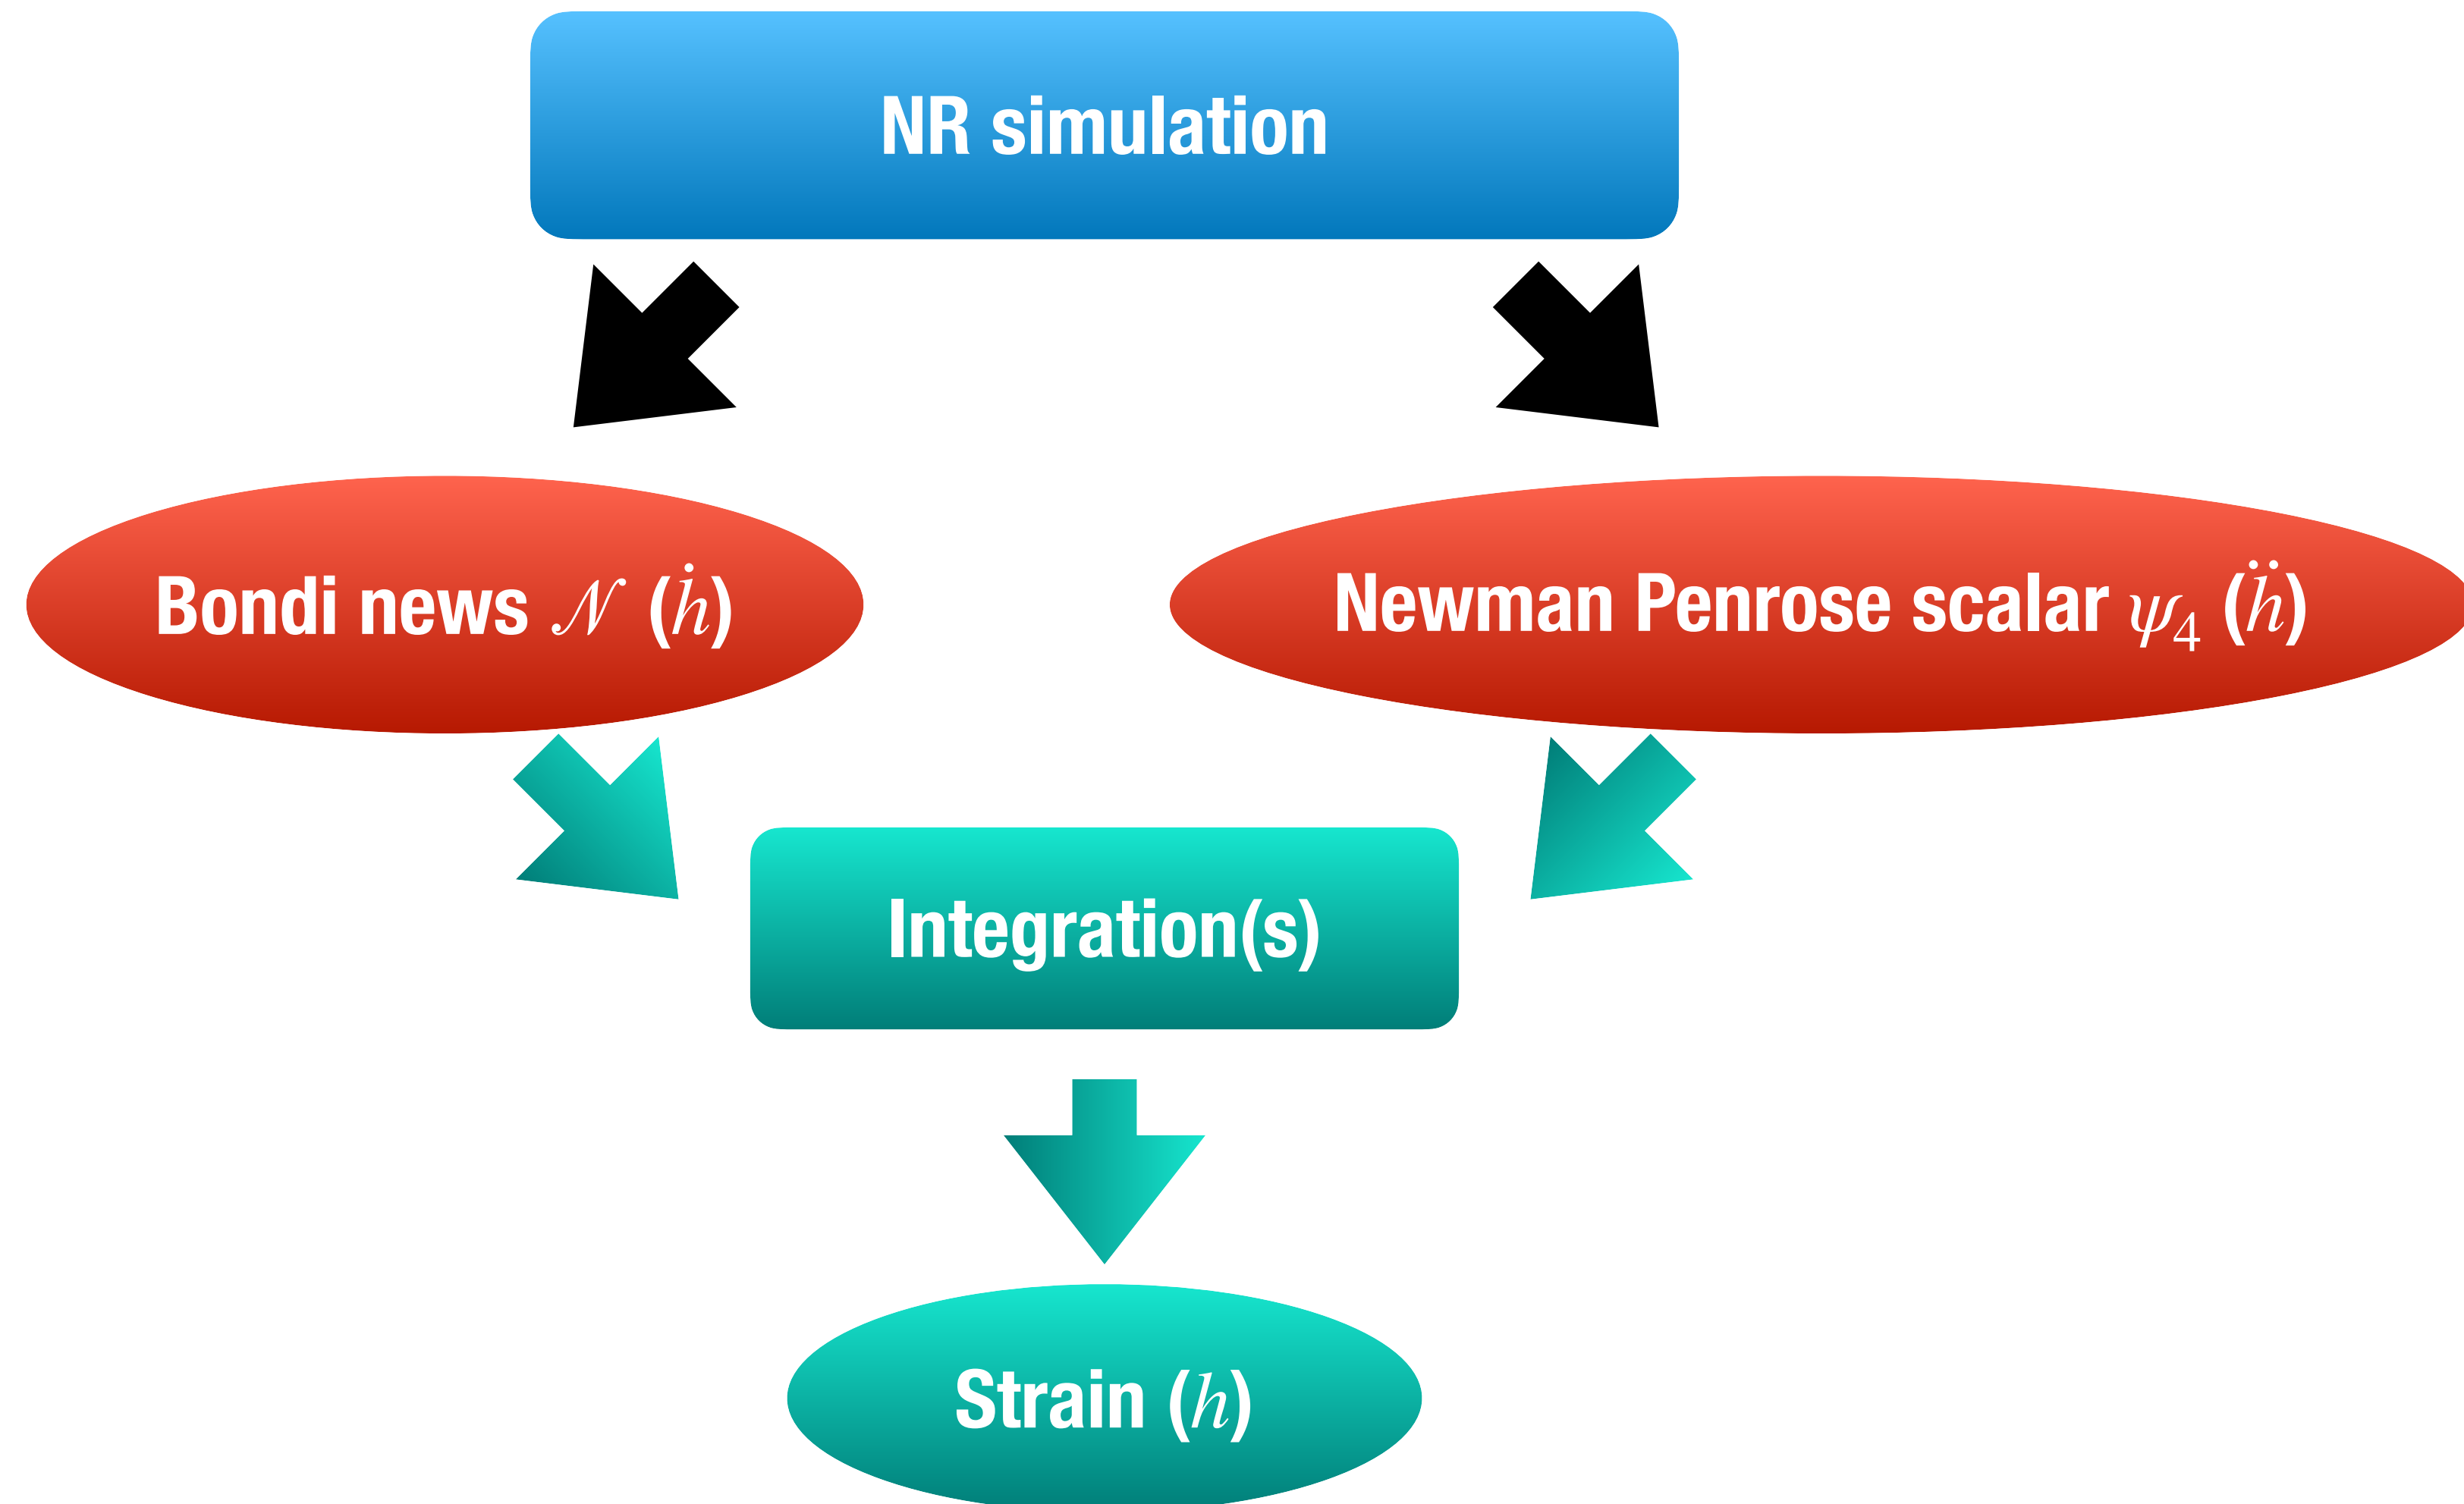 NR simulation
Bondi news 𝒩 (ḣ)
Newman Penrose scalar ψ₄ (ḧ)
Integration(s)
Strain (h)